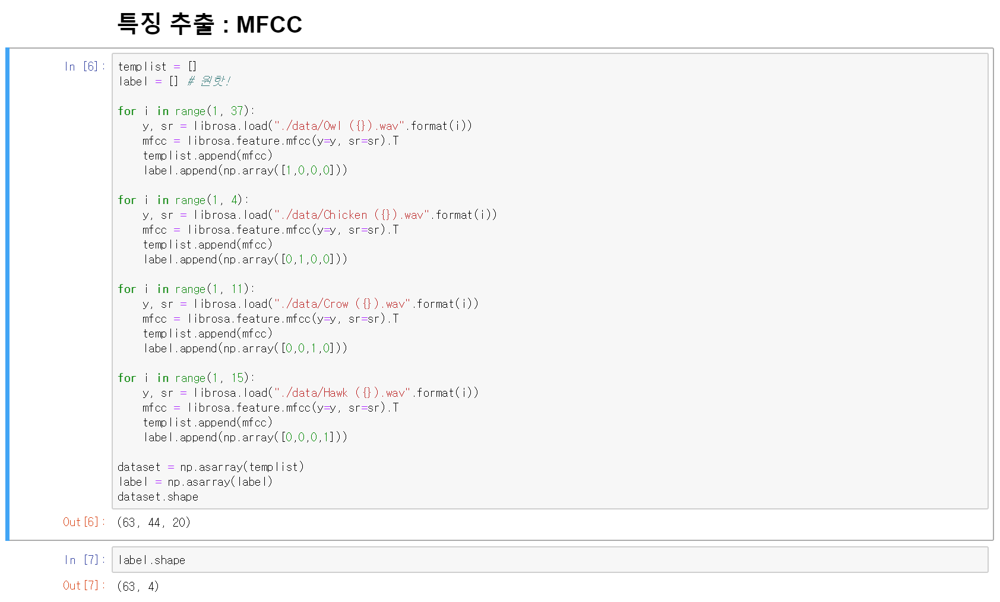 특징 추출 : MFCC
In [6]:
templist = []
label = [] # 원핫!
for i in range(1, 37):
    y, sr = librosa.load("./data/Owl ({}).wav".format(i))
    mfcc = librosa.feature.mfcc(y=y, sr=sr).T
    templist.append(mfcc)
    label.append(np.array([1,0,0,0]))
for i in range(1, 4):
    y, sr = librosa.load("./data/Chicken ({}).wav".format(i))
    mfcc = librosa.feature.mfcc(y=y, sr=sr).T
    templist.append(mfcc)
    label.append(np.array([0,1,0,0]))
for i in range(1, 11):
    y, sr = librosa.load("./data/Crow ({}).wav".format(i))
    mfcc = librosa.feature.mfcc(y=y, sr=sr).T
    templist.append(mfcc)
    label.append(np.array([0,0,1,0]))
for i in range(1, 15):
    y, sr = librosa.load("./data/Hawk ({}).wav".format(i))
    mfcc = librosa.feature.mfcc(y=y, sr=sr).T
    templist.append(mfcc)
    label.append(np.array([0,0,0,1]))
dataset = np.asarray(templist)
label = np.asarray(label)
dataset.shape
Out[6]: (63, 44, 20)
In [7]: label.shape
Out[7]: (63, 4)